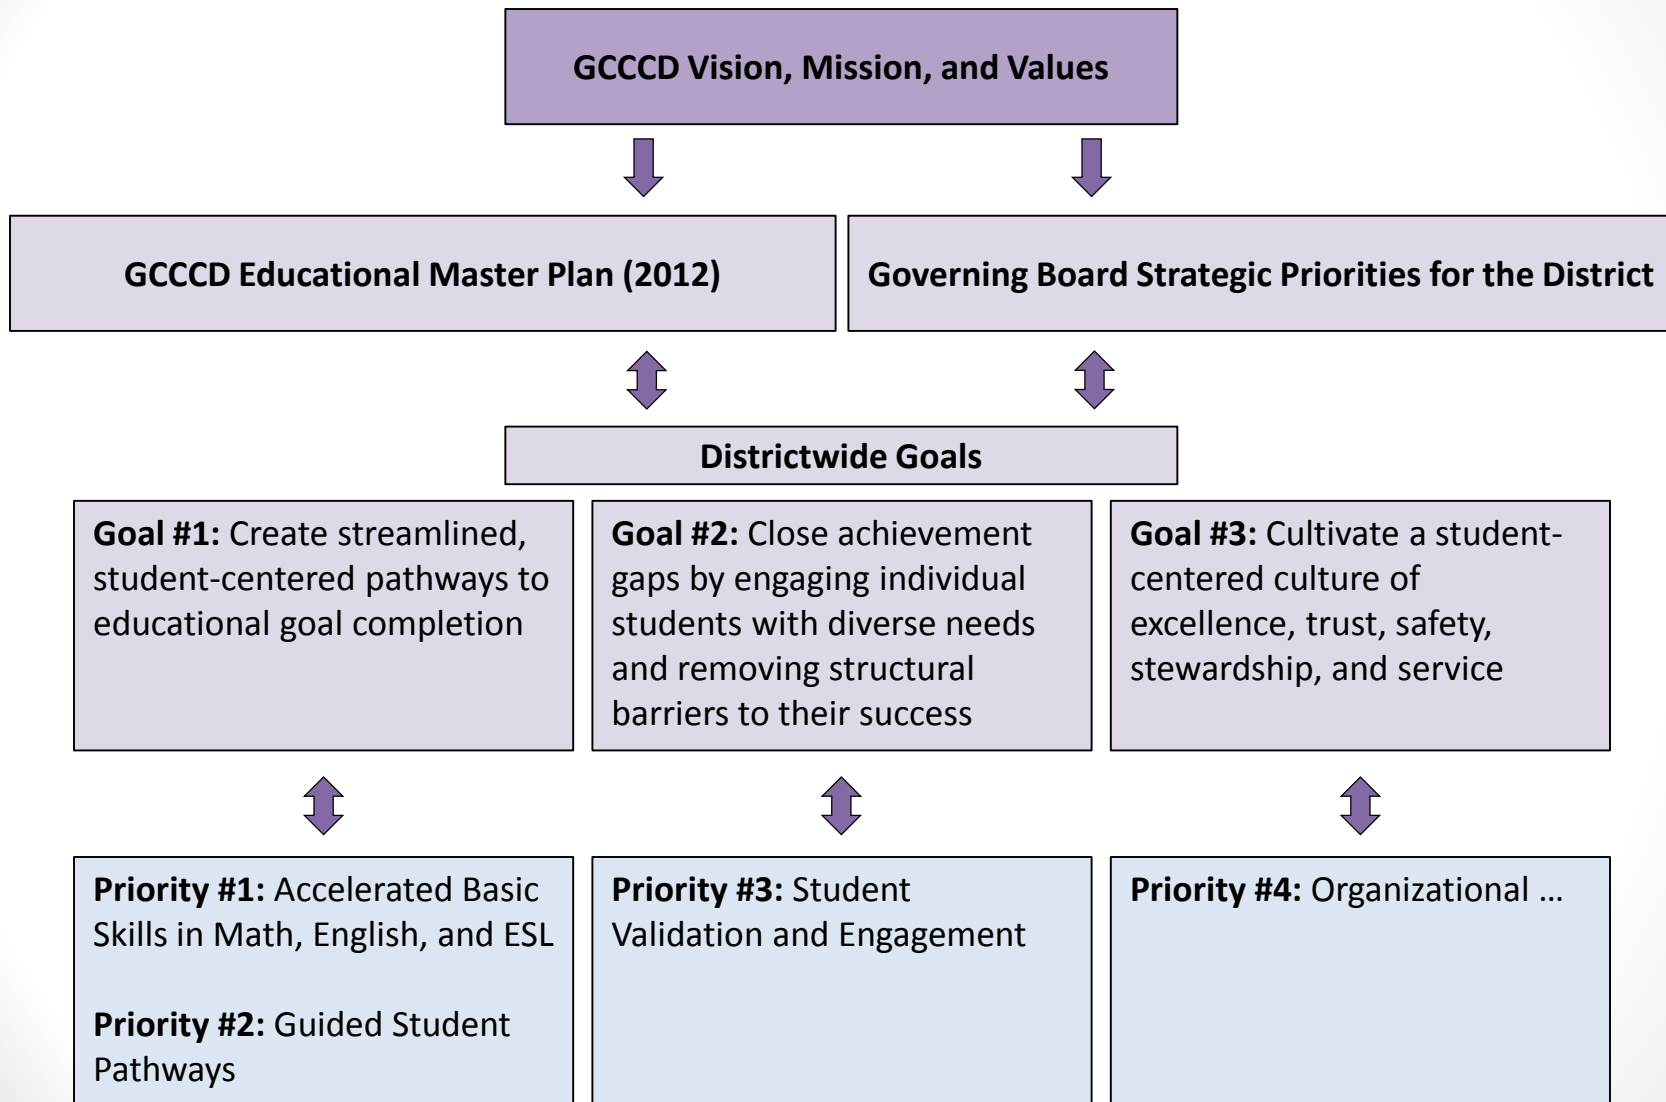 GCCCD Vision, Mission, and Values
GCCCD Educational Master Plan (2012)
Governing Board Strategic Priorities for the District
Districtwide Goals
Goal #1: Create streamlined,
student-centered pathways to
educational goal completion
Goal #2: Close achievement
gaps by engaging individual
students with diverse needs
and removing structural
barriers to their success
Goal #3: Cultivate a student-
centered culture of
excellence, trust, safety,
stewardship, and service
Priority #1: Accelerated Basic
Skills in Math, English, and ESL
Priority #2: Guided Student
Pathways
Priority #3: Student
Validation and Engagement
Priority #4: Organizational ...